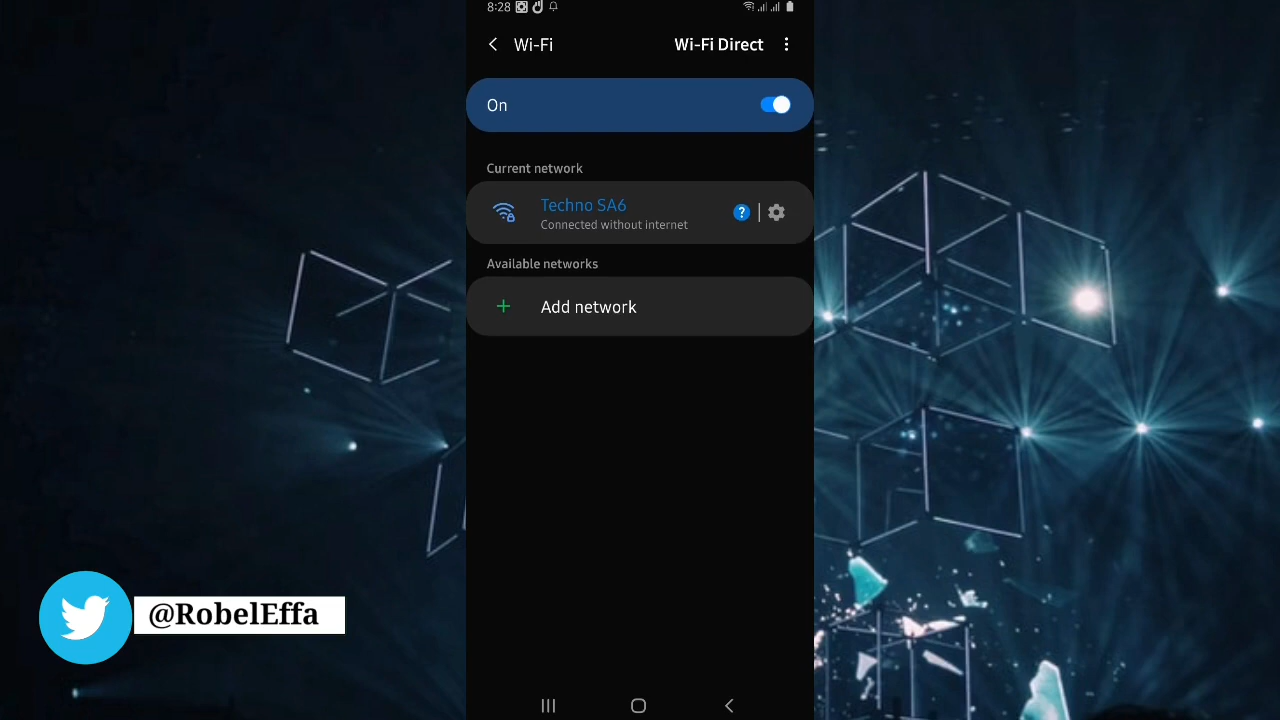 8:28
Wi-Fi
Wi-Fi Direct
On
Current network
Techno SA6
Connected without internet
?
Available networks
Add network
@RobelEffa